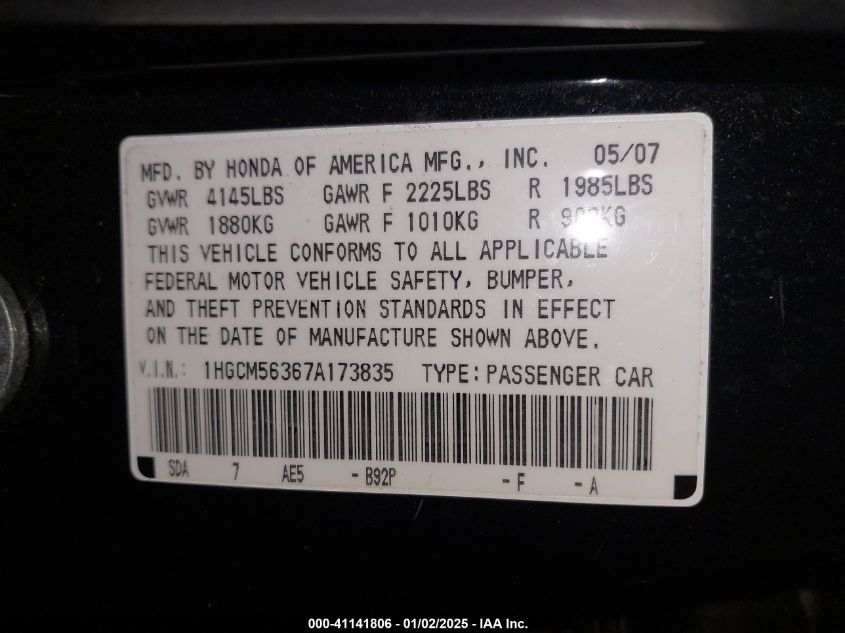 MFD. BY HONDA OF AMERICA MFG., INC. 05/07
GVWR 4145LBS GAWR F 2225LBS R 1985LBS
GVWR 1880KG GAWR F 1010KG R
THIS VEHICLE CONFORMS TO ALL APPLICABLE
FEDERAL MOTOR VEHICLE SAFETY, BUMPER,
AND THEFT PREVENTION STANDARDS IN EFFECT
ON THE DATE OF MANUFACTURE SHOWN ABOVE.
V.I.N.: 1HGCM56367A173835 TYPE:PASSENGER CAR
SDA 7 AE5 - B92P - F - A
000-41141806 - 01/02/2025 - IAA Inc.